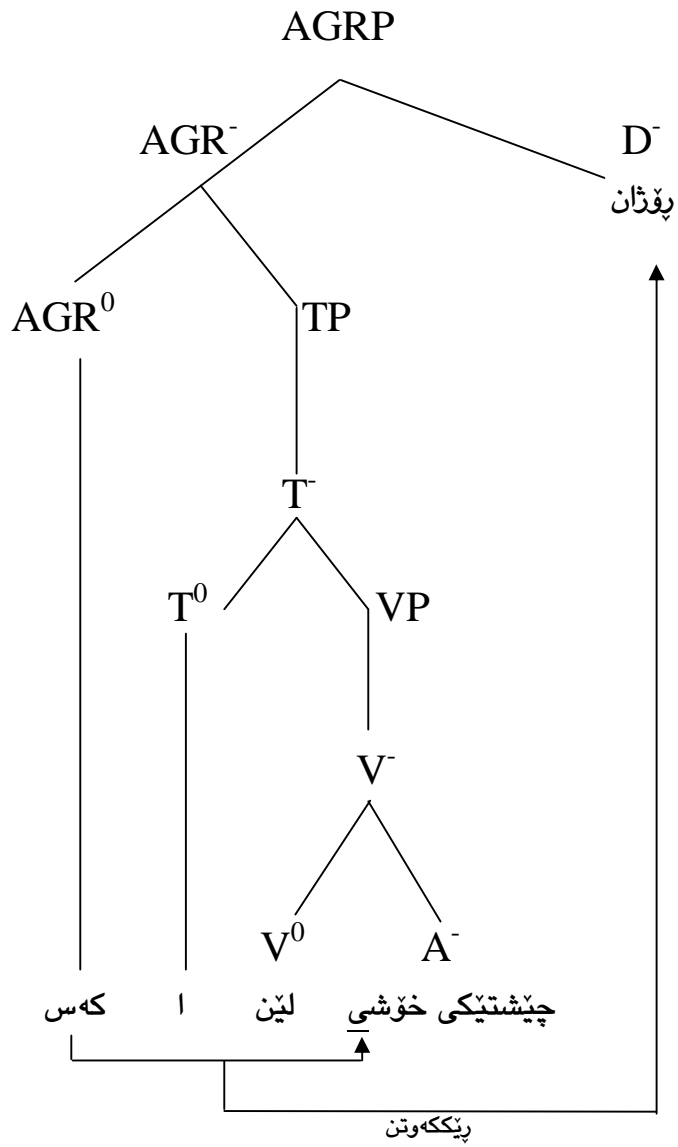 AGRP
AGR⁻ D⁻
ڕۆژان
AGR⁰ TP
T⁻
T⁰ VP
V⁻
V⁰ A⁻
چێشتێکی خۆشی لێن ا کەس
ڕێککەوتن